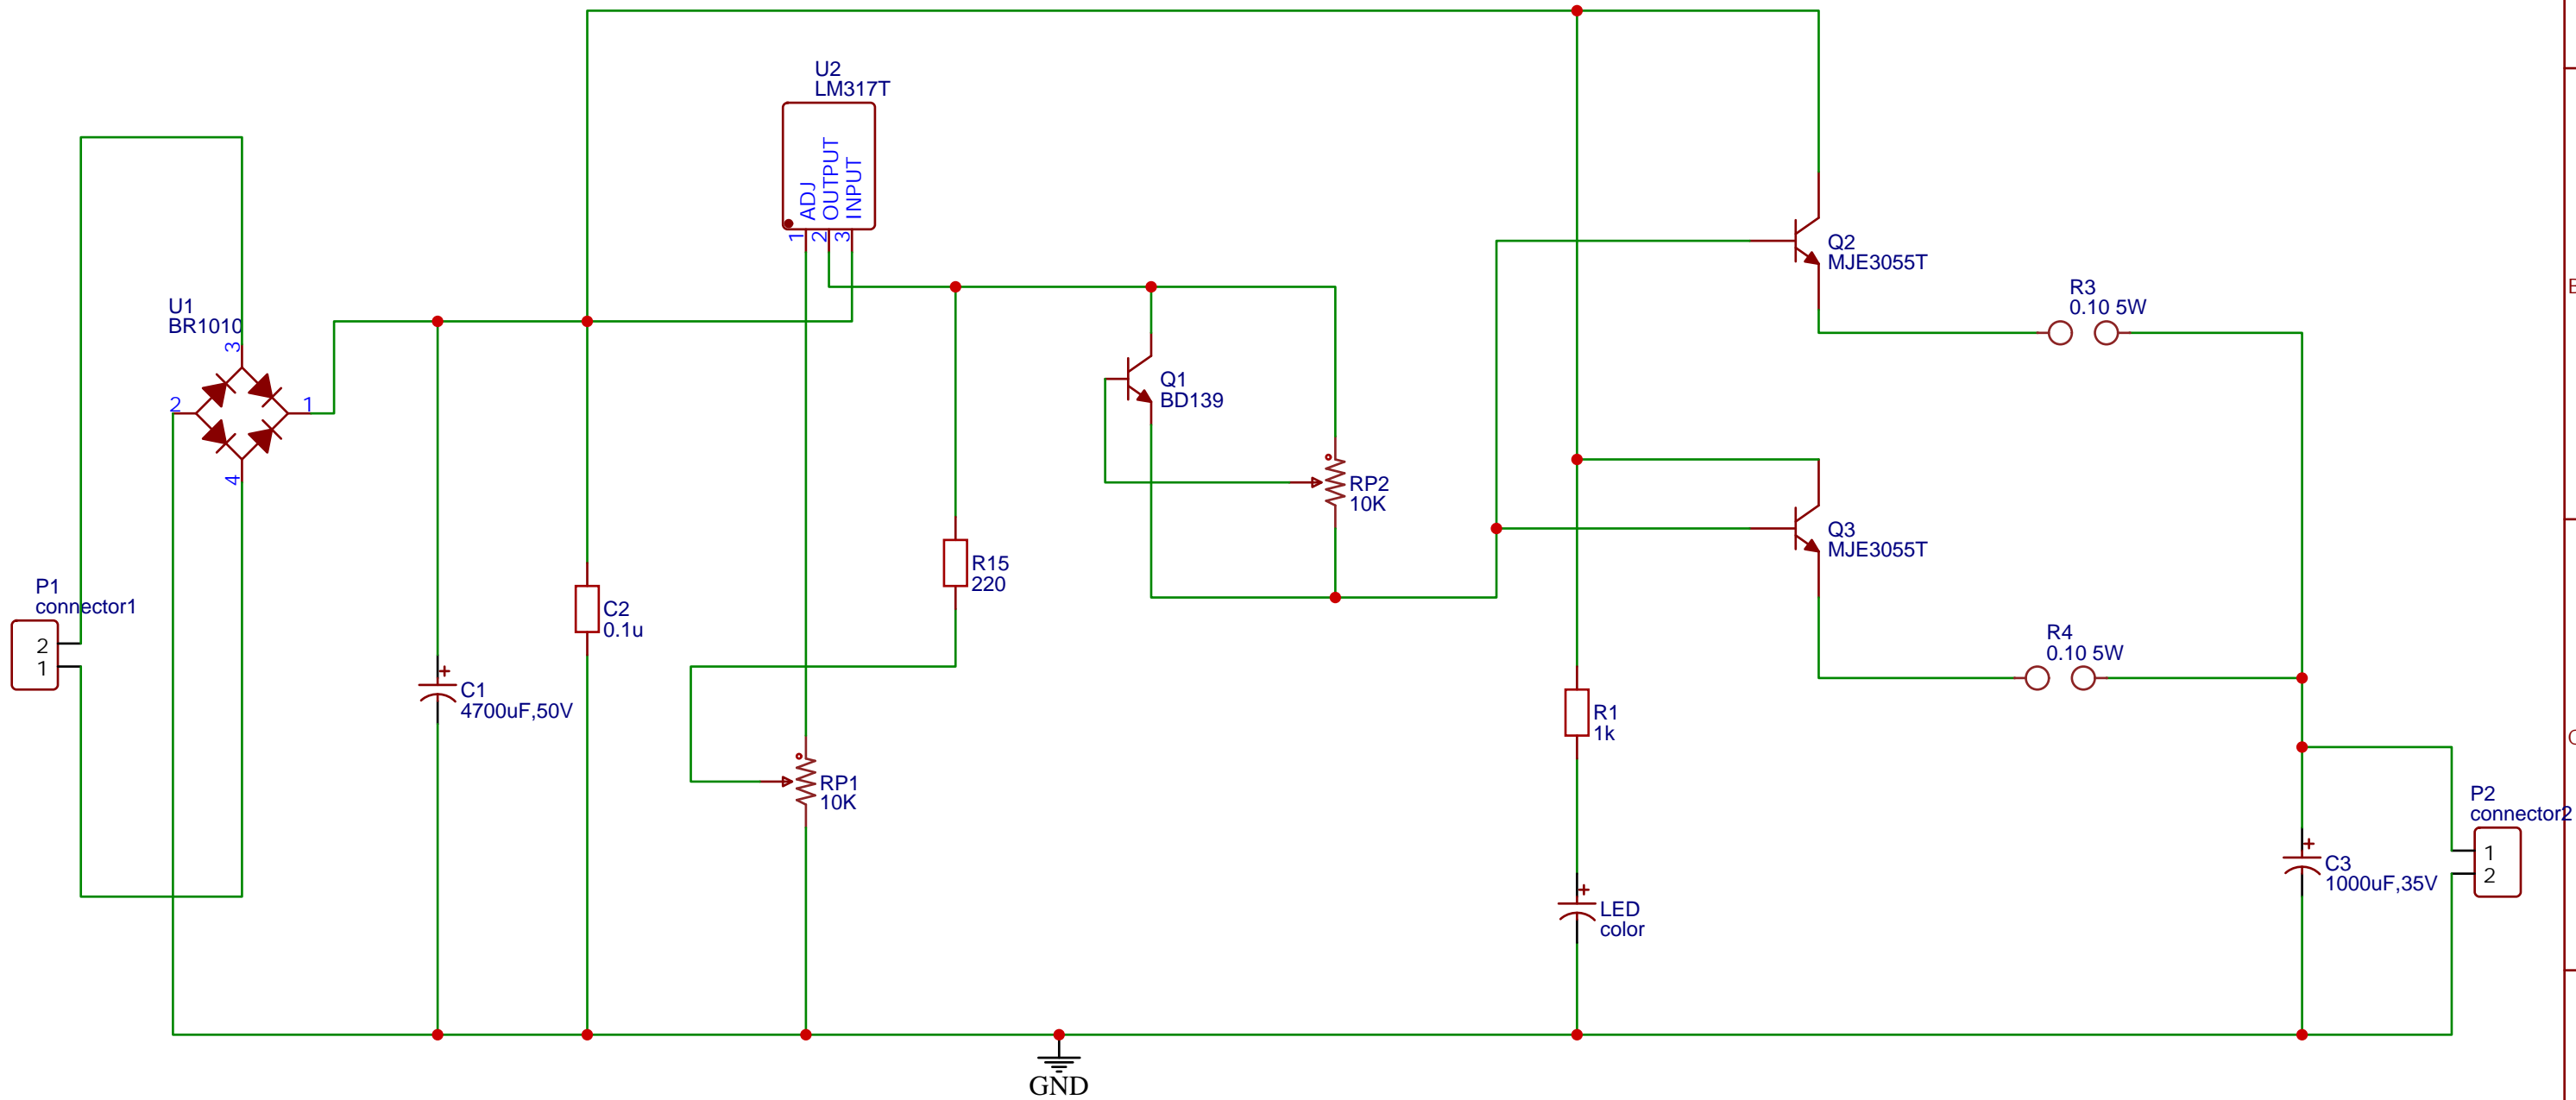 U2
LM317T
ADJ
OUTPUT
INPUT
1
2
3
U1
BR1010
3
2
1
4
Q1
BD139
RP2
10K
Q2
MJE3055T
R3
0.10 5W
Q3
MJE3055T
R15
220
P1
connector1
2
1
C2
0.1u
C1
4700uF,50V
R4
0.10 5W
R1
1k
RP1
10K
P2
connector2
1
2
C3
1000uF,35V
LED
color
GND